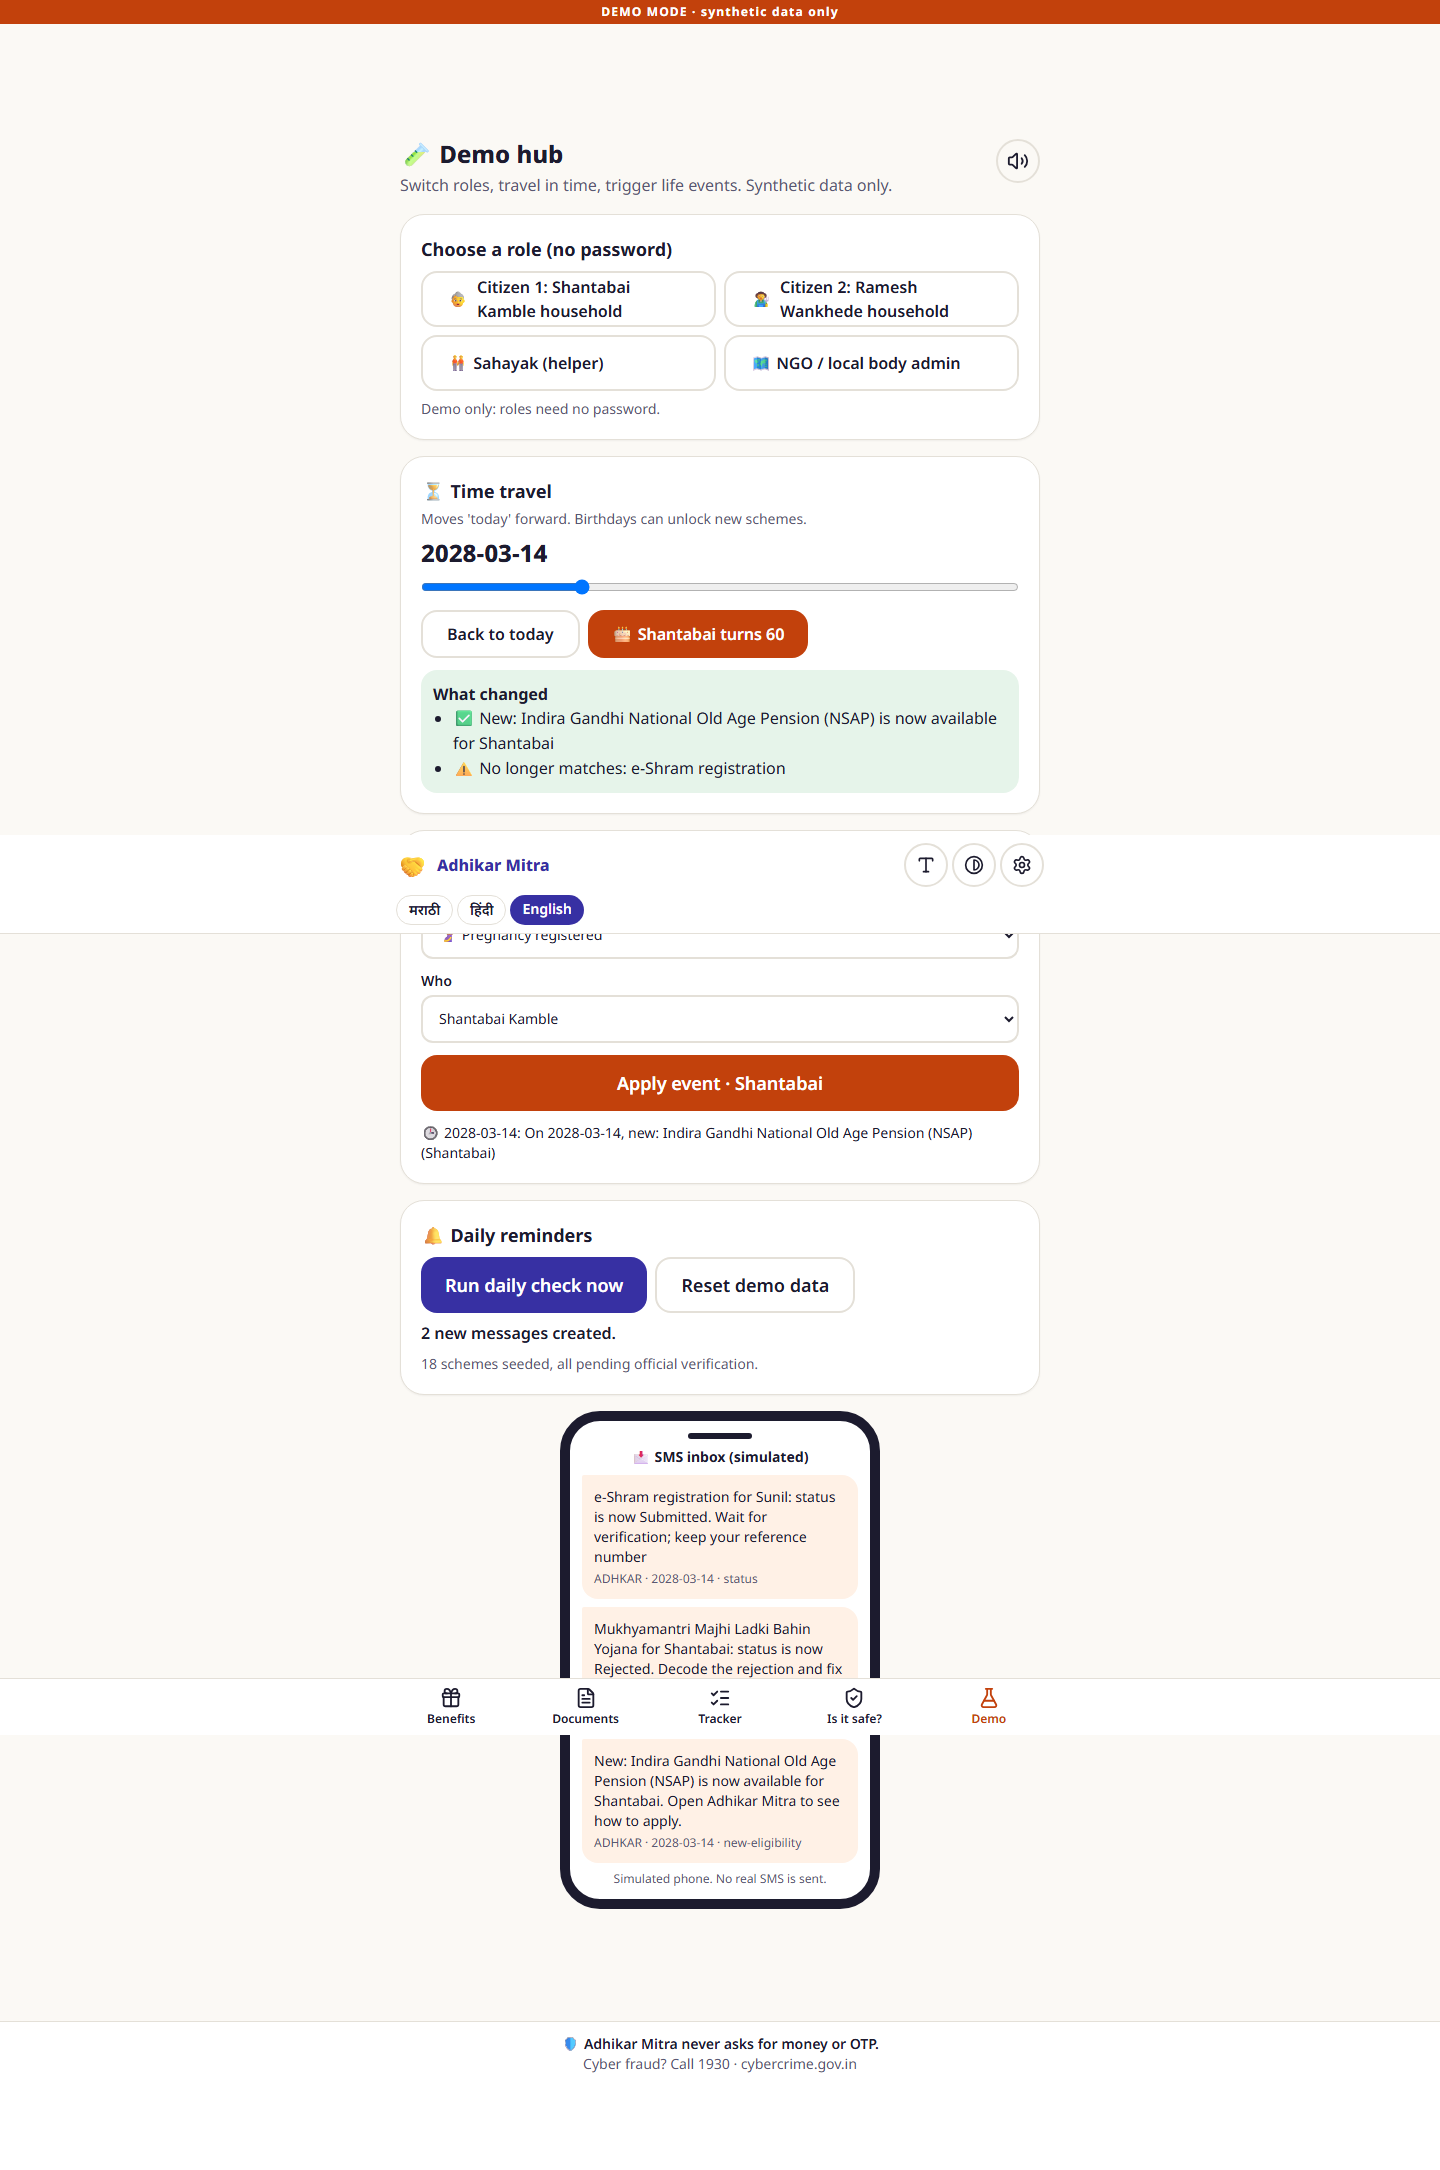 DEMO MODE · synthetic data only
Demo hub
Switch roles, travel in time, trigger life events. Synthetic data only.
Choose a role (no password)
Citizen 1: Shantabai
Kamble household
Citizen 2: Ramesh
Wankhede household
Sahayak (helper)
NGO / local body admin
Demo only: roles need no password.
Time travel
Moves 'today' forward. Birthdays can unlock new schemes.
2028-03-14
Back to today
Shantabai turns 60
What changed
New: Indira Gandhi National Old Age Pension (NSAP) is now available
for Shantabai
No longer matches: e-Shram registration
Adhikar Mitra
मराठी
हिंदी
English
Pregnancy registered
Who
Shantabai Kamble
Apply event · Shantabai
2028-03-14: On 2028-03-14, new: Indira Gandhi National Old Age Pension (NSAP)
(Shantabai)
Daily reminders
Run daily check now
Reset demo data
2 new messages created.
18 schemes seeded, all pending official verification.
SMS inbox (simulated)
e-Shram registration for Sunil: status
is now Submitted. Wait for
verification; keep your reference
number
ADHKAR · 2028-03-14 · status
Mukhyamantri Majhi Ladki Bahin
Yojana for Shantabai: status is now
Rejected. Decode the rejection and fix
Benefits
Documents
Tracker
Is it safe?
Demo
New: Indira Gandhi National Old Age
Pension (NSAP) is now available for
Shantabai. Open Adhikar Mitra to see
how to apply.
ADHKAR · 2028-03-14 · new-eligibility
Simulated phone. No real SMS is sent.
Adhikar Mitra never asks for money or OTP.
Cyber fraud? Call 1930 · cybercrime.gov.in